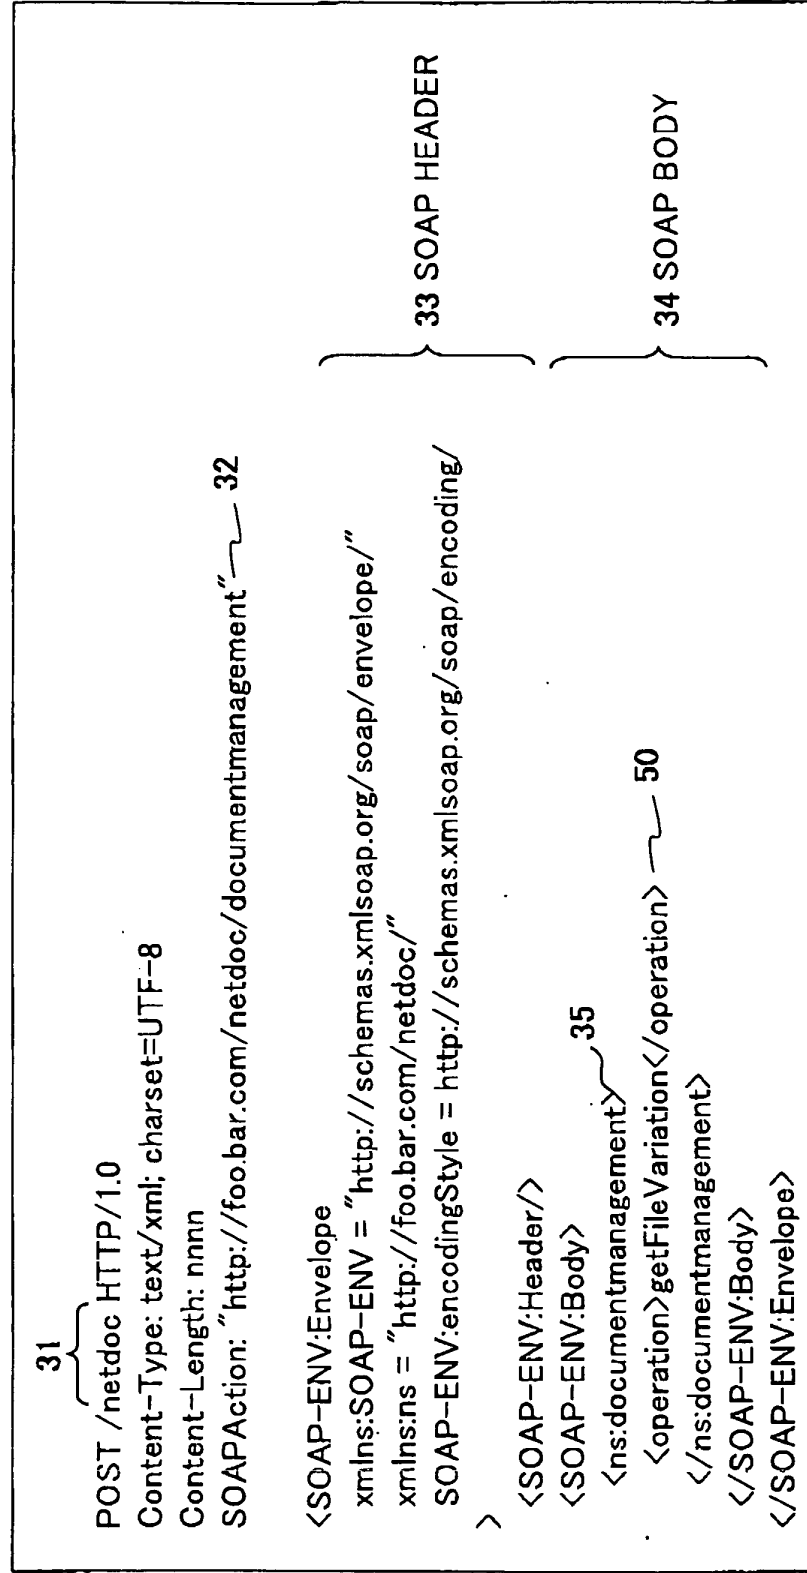 31
POST /netdoc HTTP/1.0
Content-Type: text/xml; charset=UTF-8
Content-Length: nnnn
SOAPAction: "http://foo.bar.com/netdoc/documentmanagement" 32
<SOAP-ENV:Envelope
xmlns:SOAP-ENV = "http://schemas.xmlsoap.org/soap/envelope/"
xmlns:ns = "http://foo.bar.com/netdoc/"
SOAP-ENV:encodingStyle = http://schemas.xmlsoap.org/soap/encoding/
>
33 SOAP HEADER
<SOAP-ENV:Header/>
<SOAP-ENV:Body>
<ns:documentmanagement> 35
<operation>getFileVariation</operation> 50
</ns:documentmanagement>
</SOAP-ENV:Body>
</SOAP-ENV:Envelope>
34 SOAP BODY